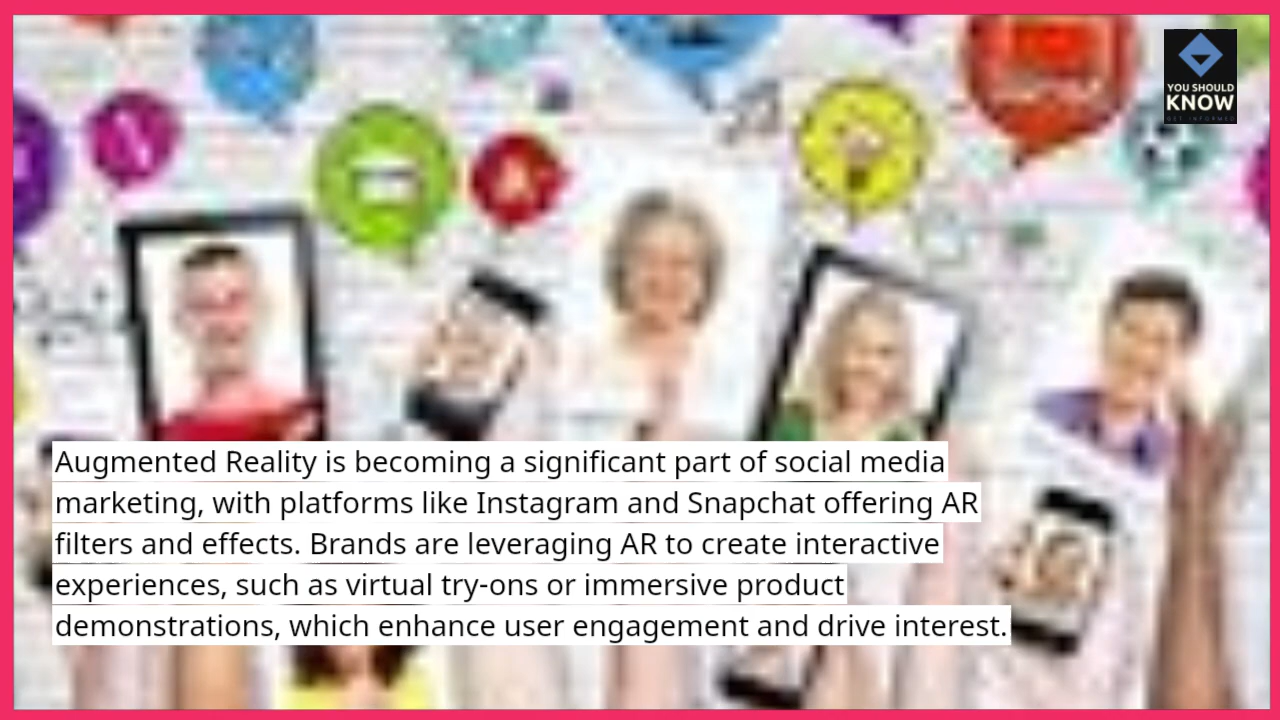 YOU SHOULD
KNOW
GET INFORMED
Augmented Reality is becoming a significant part of social media
marketing, with platforms like Instagram and Snapchat offering AR
filters and effects. Brands are leveraging AR to create interactive
experiences, such as virtual try-ons or immersive product
demonstrations, which enhance user engagement and drive interest.